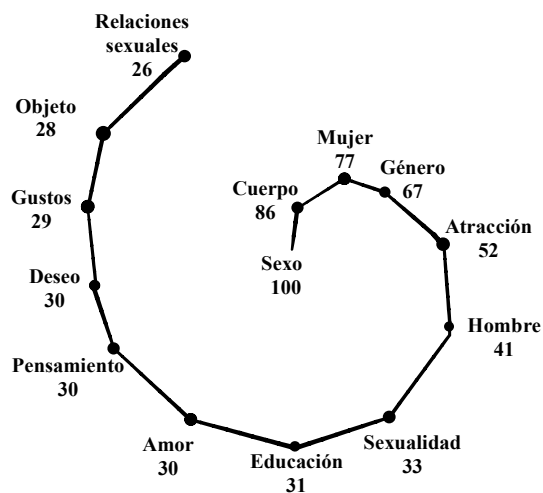 Relaciones
sexuales
26
Objeto
28
Mujer
77
Género
67
Cuerpo
86
Gustos
29
Atracción
52
Sexo
100
Deseo
30
Hombre
41
Pensamiento
30
Amor
30
Educación
31
Sexualidad
33